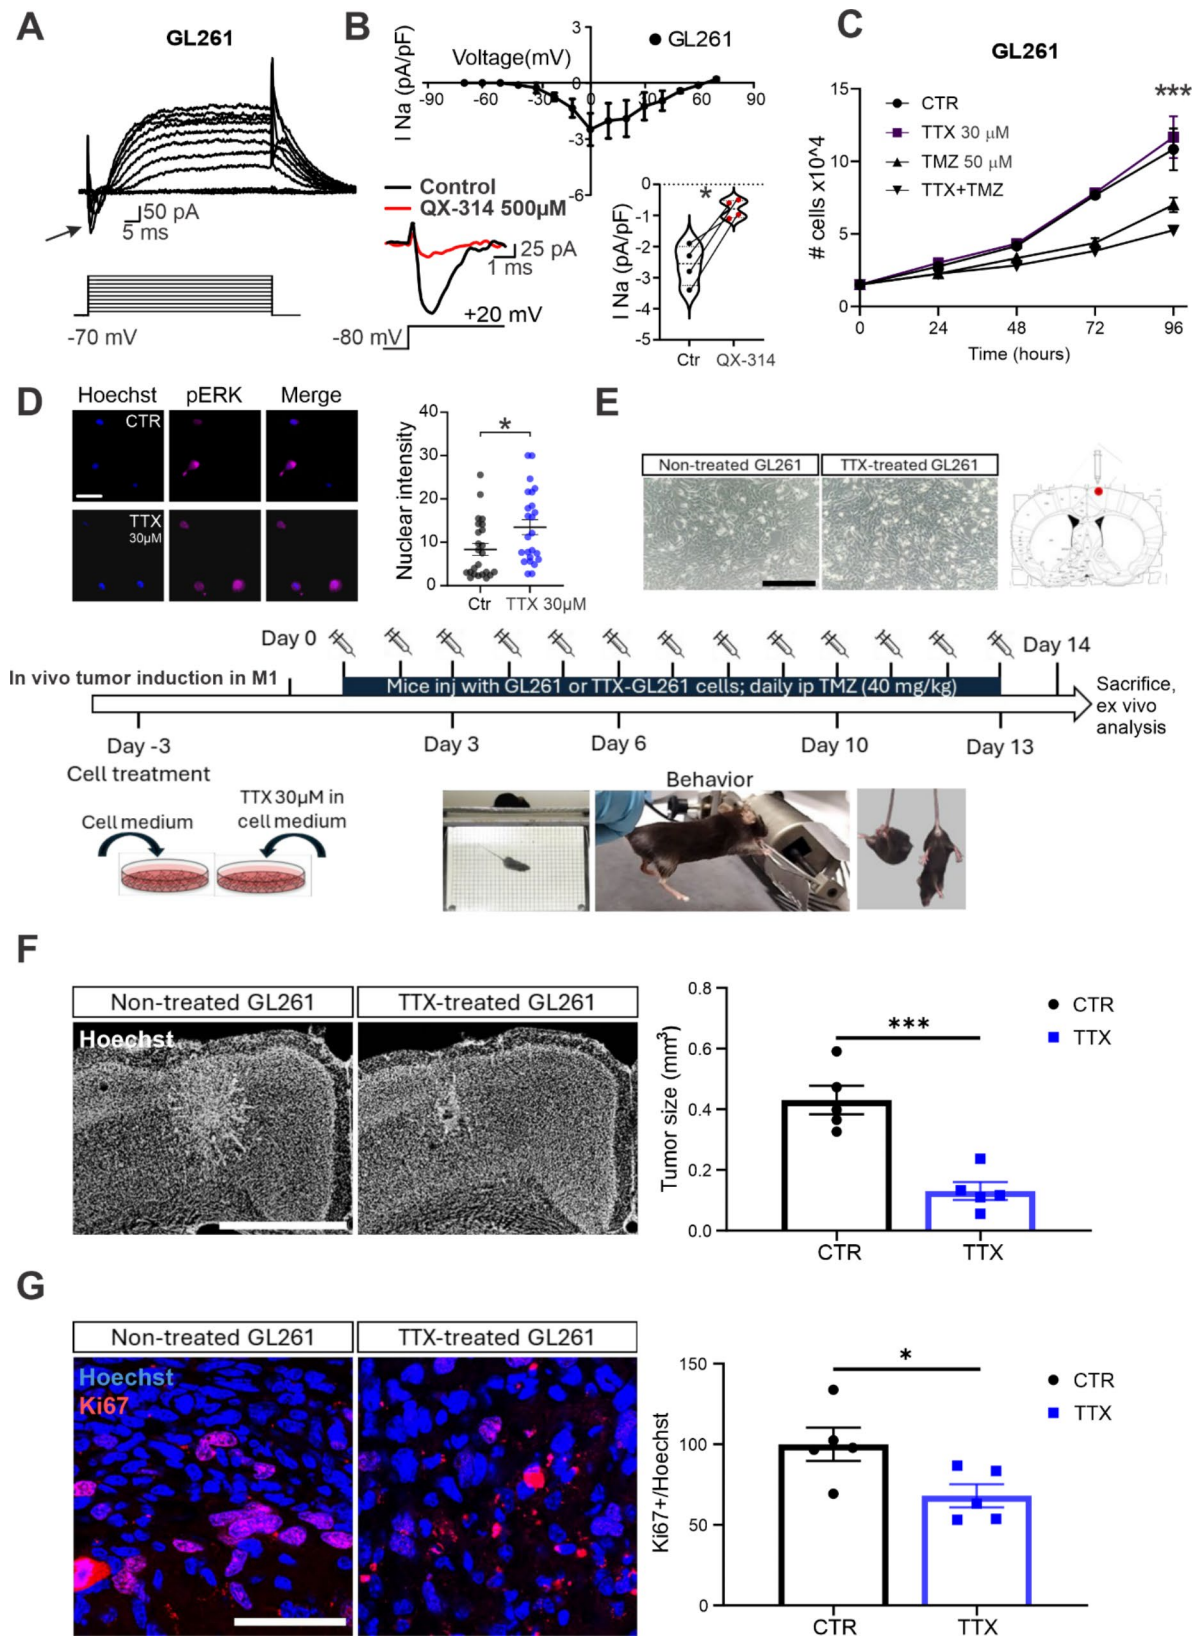 A
GL261
50 pA
5 ms
-70 mV
B
I Na (pA/pF)
Voltage(mV)
GL261
3
0
-3
-6
-90
-60
-30
0
30
60
90
Control
QX-314 500µM
25 pA
1 ms
+20 mV
-80 mV
I Na (pA/pF)
0
-1
-2
-3
-4
-5
*
Ctr
QX-314
C
GL261
# cells x10^4
15
10
5
0
CTR
TTX 30 µM
TMZ 50 µM
TTX+TMZ
***
0
24
48
72
96
Time (hours)
D
Hoechst
pERK
Merge
CTR
TTX
30µM
Nuclear intensity
40
30
20
10
0
*
Ctr
TTX 30µM
E
Non-treated GL261
TTX-treated GL261
Day 0
Day 14
In vivo tumor induction in M1
Mice inj with GL261 or TTX-GL261 cells; daily ip TMZ (40 mg/kg)
Sacrifice,
ex vivo
analysis
Day -3
Day 3
Day 6
Day 10
Day 13
Cell treatment
Behavior
Cell medium
TTX 30µM in
cell medium
F
Non-treated GL261
TTX-treated GL261
Hoechst
Tumor size (mm³)
0.8
0.6
0.4
0.2
0.0
***
CTR
TTX
CTR
TTX
G
Non-treated GL261
TTX-treated GL261
Hoechst
Ki67
Ki67+/Hoechst
150
100
50
0
*
CTR
TTX
CTR
TTX